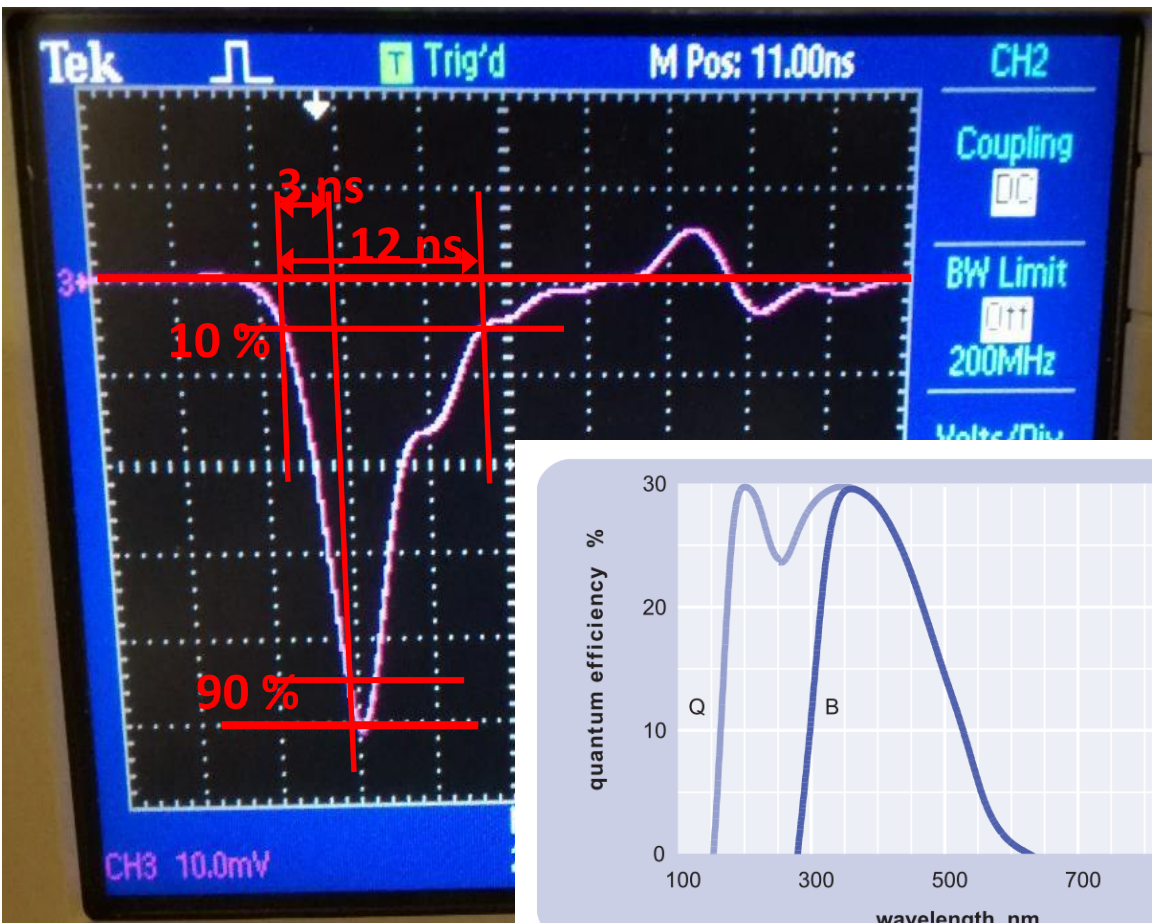 Tek
T Trig'd
M Pos: 11.00ns
CH2
Coupling
DC
BW Limit
Off
200MHz
Volts/Div
3
3 ns
12 ns
10 %
90 %
CH3 10.0mV
30
20
10
0
quantum efficiency %
Q
B
100 300 500 700
wavelength, nm